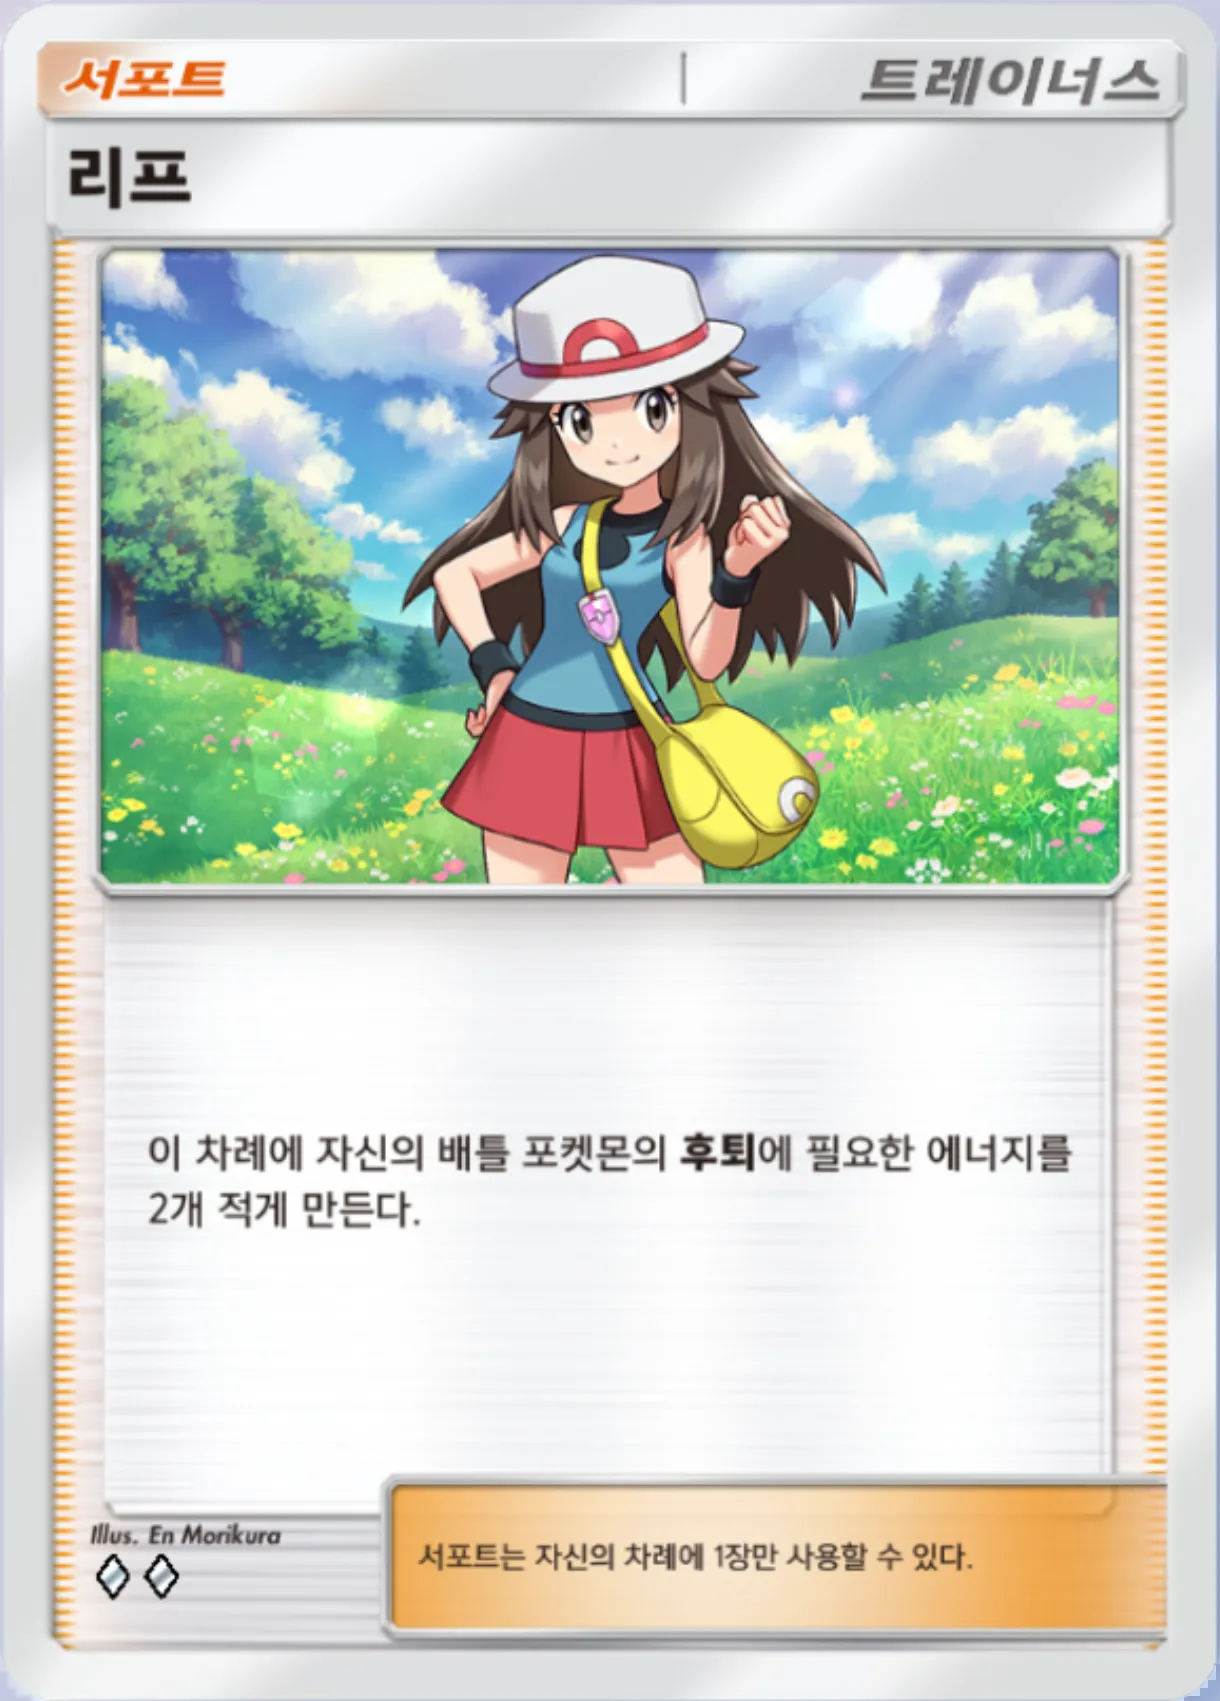 서포트
트레이너스
리프
이 차례에 자신의 배틀 포켓몬의 후퇴에 필요한 에너지를
2개 적게 만든다.
Illus. En Morikura
서포트는 자신의 차례에 1장만 사용할 수 있다.